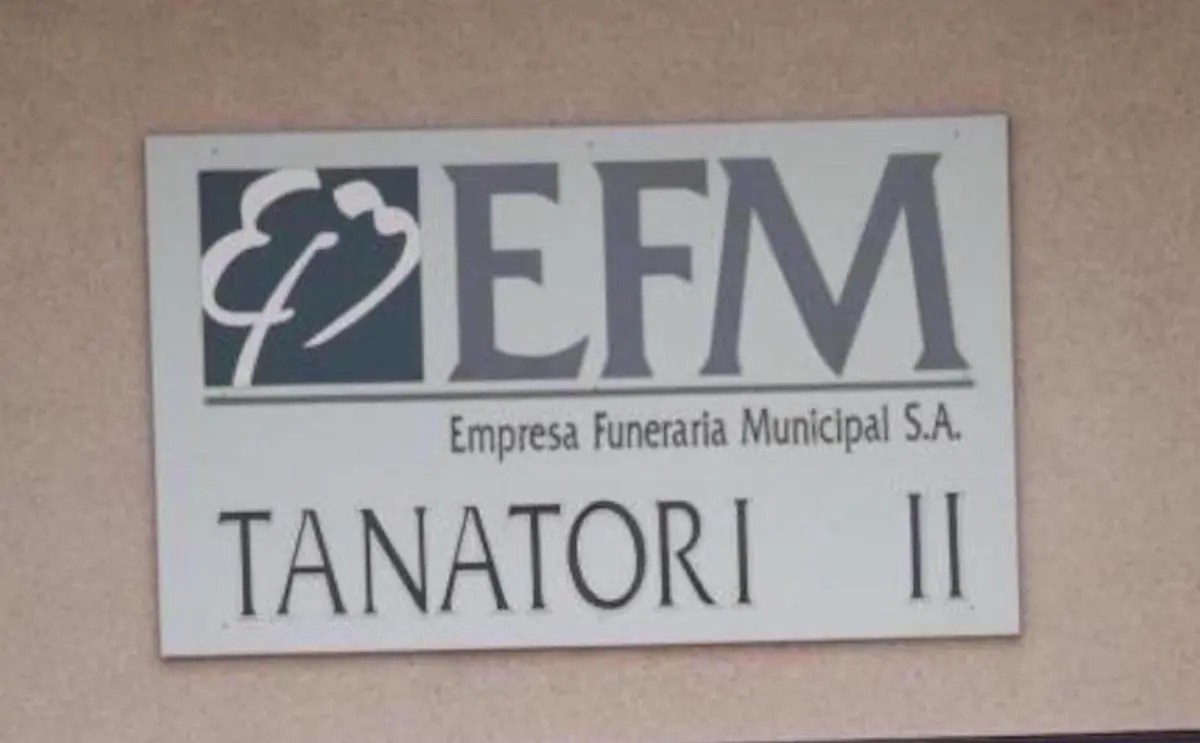 EFM
Empresa Funeraria Municipal S.A.
TANATORI II